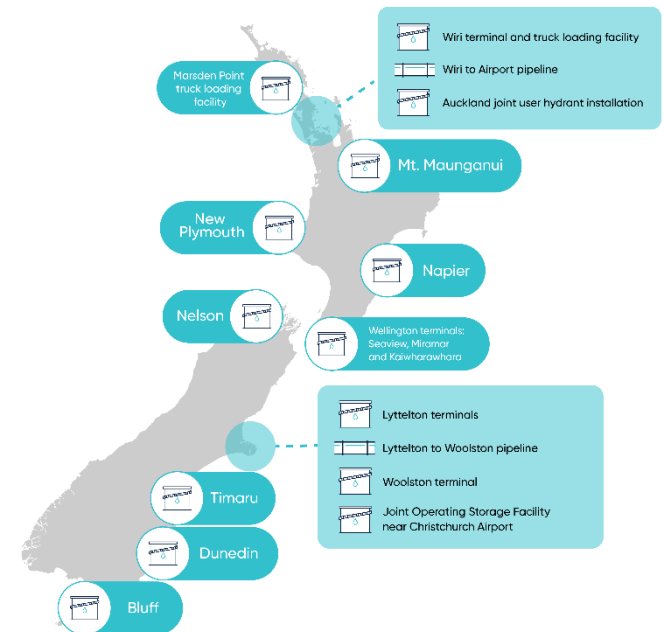 Wiri terminal and truck loading facility
Wiri to Airport pipeline
Auckland joint user hydrant installation
Marsden Point
truck loading
facility
Mt. Maunganui
New
Plymouth
Napier
Nelson
Wellington terminals:
Seaview, Miramar
and Kaiwharawhara
Lyttelton terminals
Lyttelton to Woolston pipeline
Woolston terminal
Joint Operating Storage Facility
near Christchurch Airport
Timaru
Dunedin
Bluff